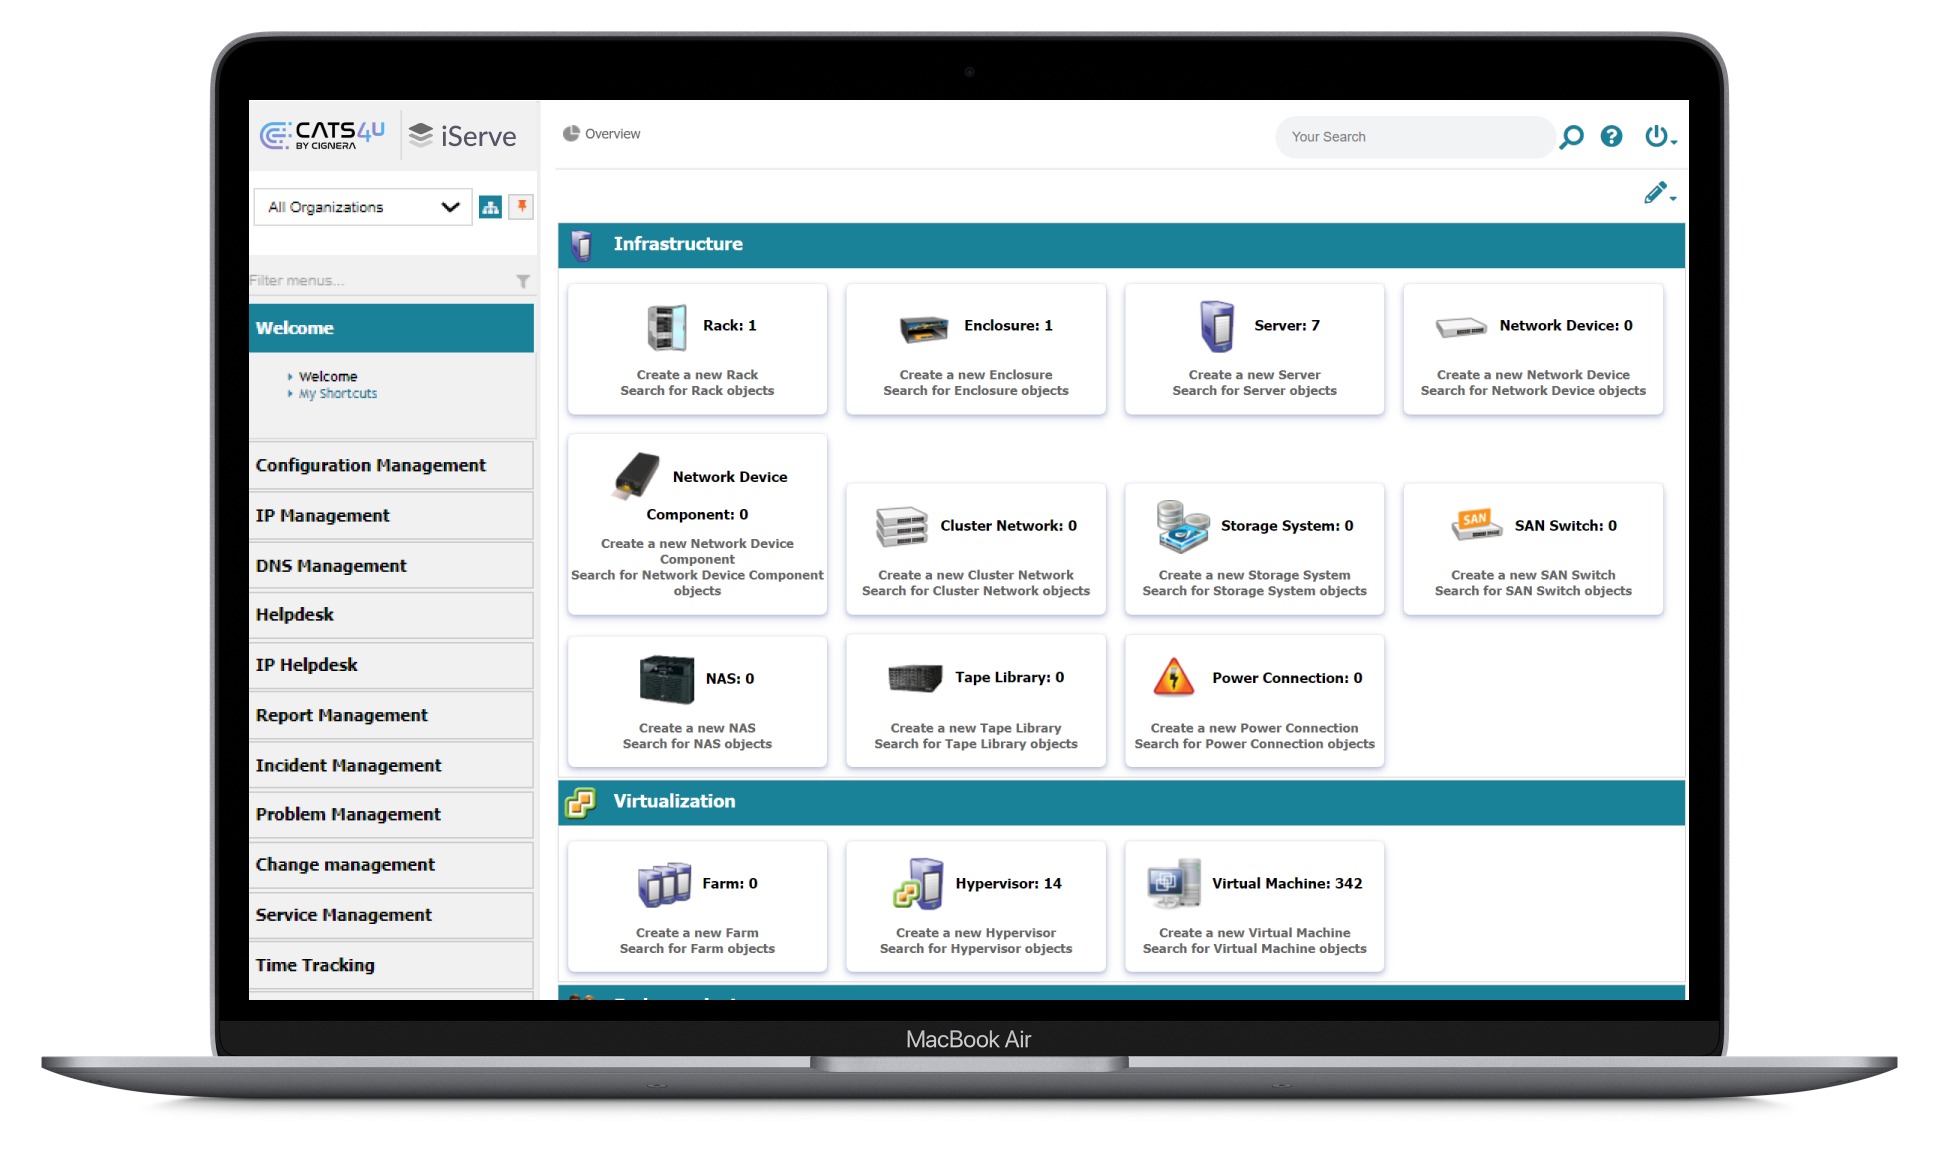 CATS4U
BY CIGNERA
iServe
Overview
Your Search
All Organizations
Filter menus...
Welcome
Welcome
My Shortcuts
Configuration Management
IP Management
DNS Management
Helpdesk
IP Helpdesk
Report Management
Incident Management
Problem Management
Change management
Service Management
Time Tracking
Infrastructure
Rack: 1
Create a new Rack
Search for Rack objects
Enclosure: 1
Create a new Enclosure
Search for Enclosure objects
Server: 7
Create a new Server
Search for Server objects
Network Device: 0
Create a new Network Device
Search for Network Device objects
Network Device
Component: 0
Create a new Network Device
Component
Search for Network Device Component
objects
Cluster Network: 0
Create a new Cluster Network
Search for Cluster Network objects
Storage System: 0
Create a new Storage System
Search for Storage System objects
SAN
SAN Switch: 0
Create a new SAN Switch
Search for SAN Switch objects
NAS: 0
Create a new NAS
Search for NAS objects
Tape Library: 0
Create a new Tape Library
Search for Tape Library objects
Power Connection: 0
Create a new Power Connection
Search for Power Connection objects
Virtualization
Farm: 0
Create a new Farm
Search for Farm objects
Hypervisor: 14
Create a new Hypervisor
Search for Hypervisor objects
Virtual Machine: 342
Create a new Virtual Machine
Search for Virtual Machine objects
MacBook Air